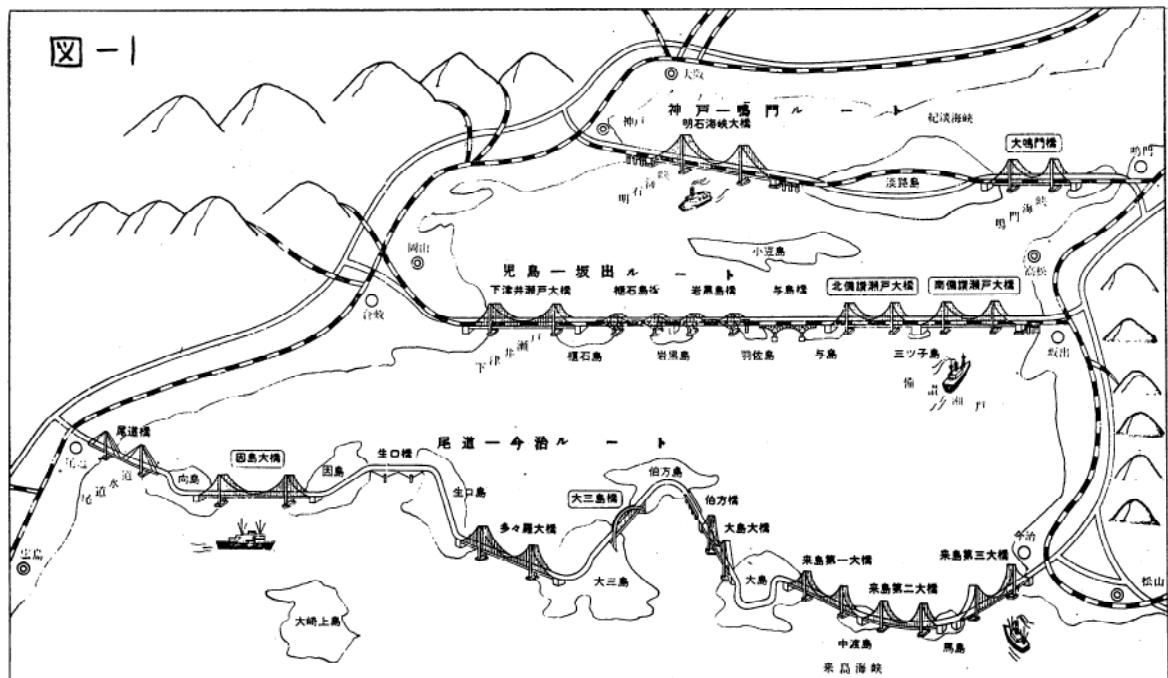 図-1
大阪
神戸―鳴門ルート
神戸
明石海峡大橋
紀淡海峡
大鳴門橋
鳴門
明石海峡
淡路島
鳴門海峡
小豆島
岡山
高松
児島―坂出ルート
下津井瀬戸大橋
櫃石島橋
岩黒島橋
与島橋
北備讃瀬戸大橋
南備讃瀬戸大橋
倉敷
下津井瀬戸
櫃石島
岩黒島
羽佐島
与島
三ツ子島
坂出
備讃瀬戸
尾道―今治ルート
尾道橋
尾道
尾道水道
向島
因島大橋
因島
生口橋
生口島
多々羅大橋
大三島橋
伯方島
伯方橋
大島大橋
大三島
大島
来島第一大橋
来島第二大橋
来島第三大橋
今治
広島
大崎上島
中渡島
馬島
来島海峡
松山